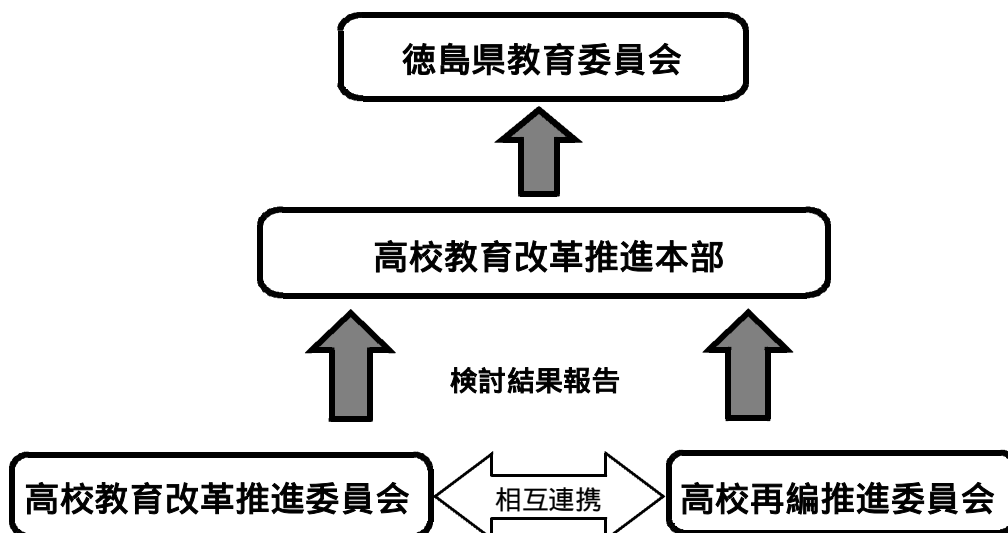 徳島県教育委員会
高校教育改革推進本部
検討結果報告
高校教育改革推進委員会
相互連携
高校再編推進委員会